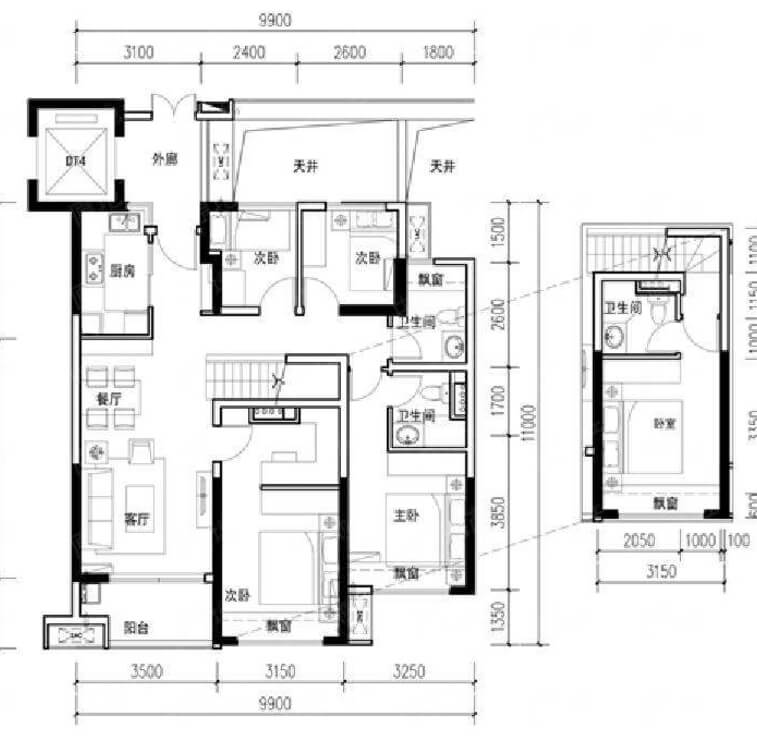 9900
3100 2400 2600 1800
DT4
外廊
天井
天井
厨房
次卧
次卧
飘窗
卫生间
餐厅
卫生间
客厅
主卧
次卧
飘窗
飘窗
阳台
1500
2600
1700
3850
1350
11000
3500 3150 3250
9900
卫生间
卧室
飘窗
1100
1150
1000
3350
600
2050 1000 100
3150